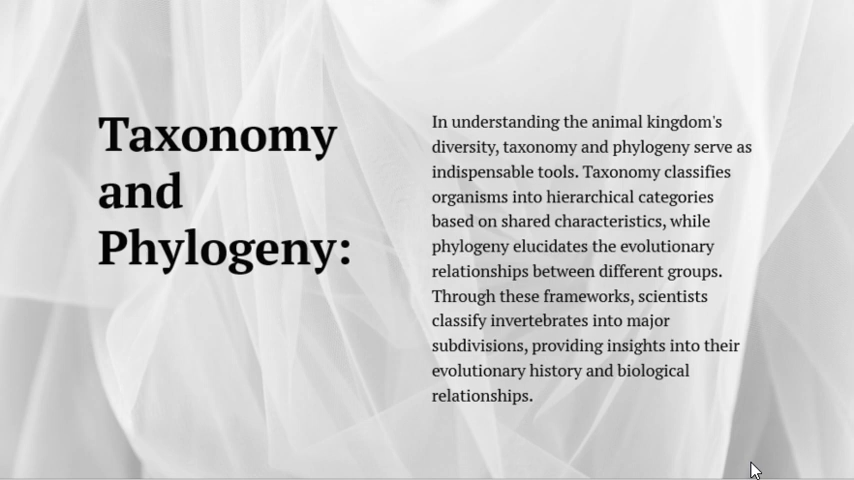 Taxonomy
and
Phylogeny:
In understanding the animal kingdom's
diversity, taxonomy and phylogeny serve as
indispensable tools. Taxonomy classifies
organisms into hierarchical categories
based on shared characteristics, while
phylogeny elucidates the evolutionary
relationships between different groups.
Through these frameworks, scientists
classify invertebrates into major
subdivisions, providing insights into their
evolutionary history and biological
relationships.